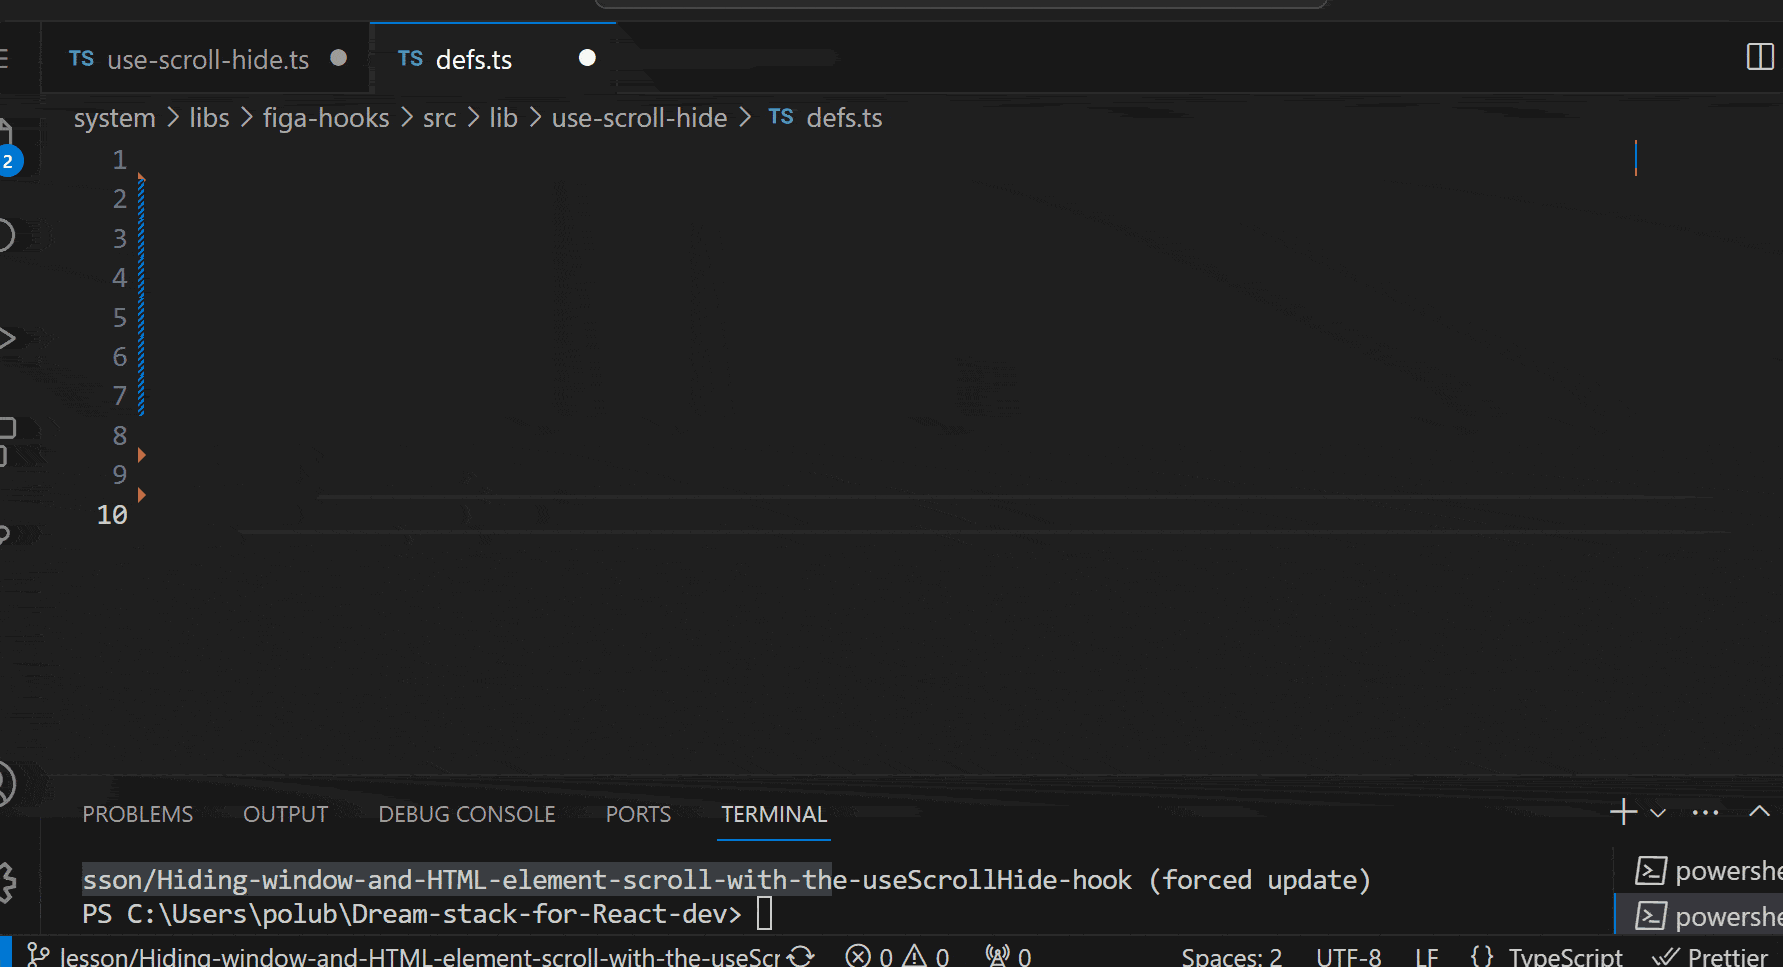 TS use-scroll-hide.ts TS defs.ts
system > libs > figa-hooks > src > lib > use-scroll-hide > TS defs.ts
1
2
2
3
4
5
6
7
8
9
10
PROBLEMS OUTPUT DEBUG CONSOLE PORTS TERMINAL
sson/Hiding-window-and-HTML-element-scroll-with-the-useScrollHide-hook (forced update)
powershe
PS C:\Users\polub\Dream-stack-for-React-dev>
powershe
lesson/Hiding-window-and-HTML-element-scroll-with-the-useScr 0 0 0 Spaces: 2 UTF-8 LF {} TypeScript Prettier